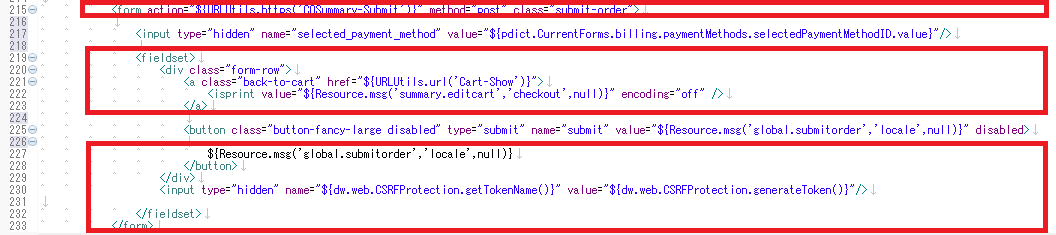 215 <form action="${URLUtils.https('COSummary-Submit')}" method="post" class="submit-order">↓
216 ↓
217 <input type="hidden" name="selected_payment_method" value="${pdict.CurrentForms.billing.paymentMethods.selectedPaymentMethodID.value}"/>↓
218 ↓
219 <fieldset>↓
220 <div class="form-row">↓
221 <a class="back-to-cart" href="${URLUtils.url('Cart-Show')}">↓
222 <isprint value="${Resource.msg('summary.editcart','checkout',null)}" encoding="off" />↓
223 </a>↓
224 ↓
225 <button class="button-fancy-large disabled" type="submit" name="submit" value="${Resource.msg('global.submitorder','locale',null)}" disabled>↓
226 ↓
227 ${Resource.msg('global.submitorder','locale',null)}↓
228 </button>↓
229 </div>↓
230 <input type="hidden" name="${dw.web.CSRFProtection.getTokenName()}" value="${dw.web.CSRFProtection.generateToken()}"/>↓
231 ↓
232 </fieldset>↓
233 </form>↓